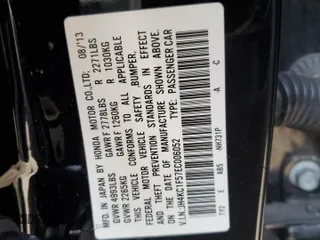 MFD. IN JAPAN BY HONDA MOTOR CO.,LTD. 08/13
GVWR 4993LBS GAWR F 2778LBS R 2271LBS
GVWR 2265KG GAWR F 1260KG R 1030KG
THIS VEHICLE CONFORMS TO ALL APPLICABLE
FEDERAL MOTOR VEHICLE SAFETY, BUMPER, AND
THEFT PREVENTION STANDARDS IN EFFECT
ON THE DATE OF MANUFACTURE SHOWN ABOVE.
V.I.N. TYPE: PASSENGER CAR
TY2 E AB5 -A -C